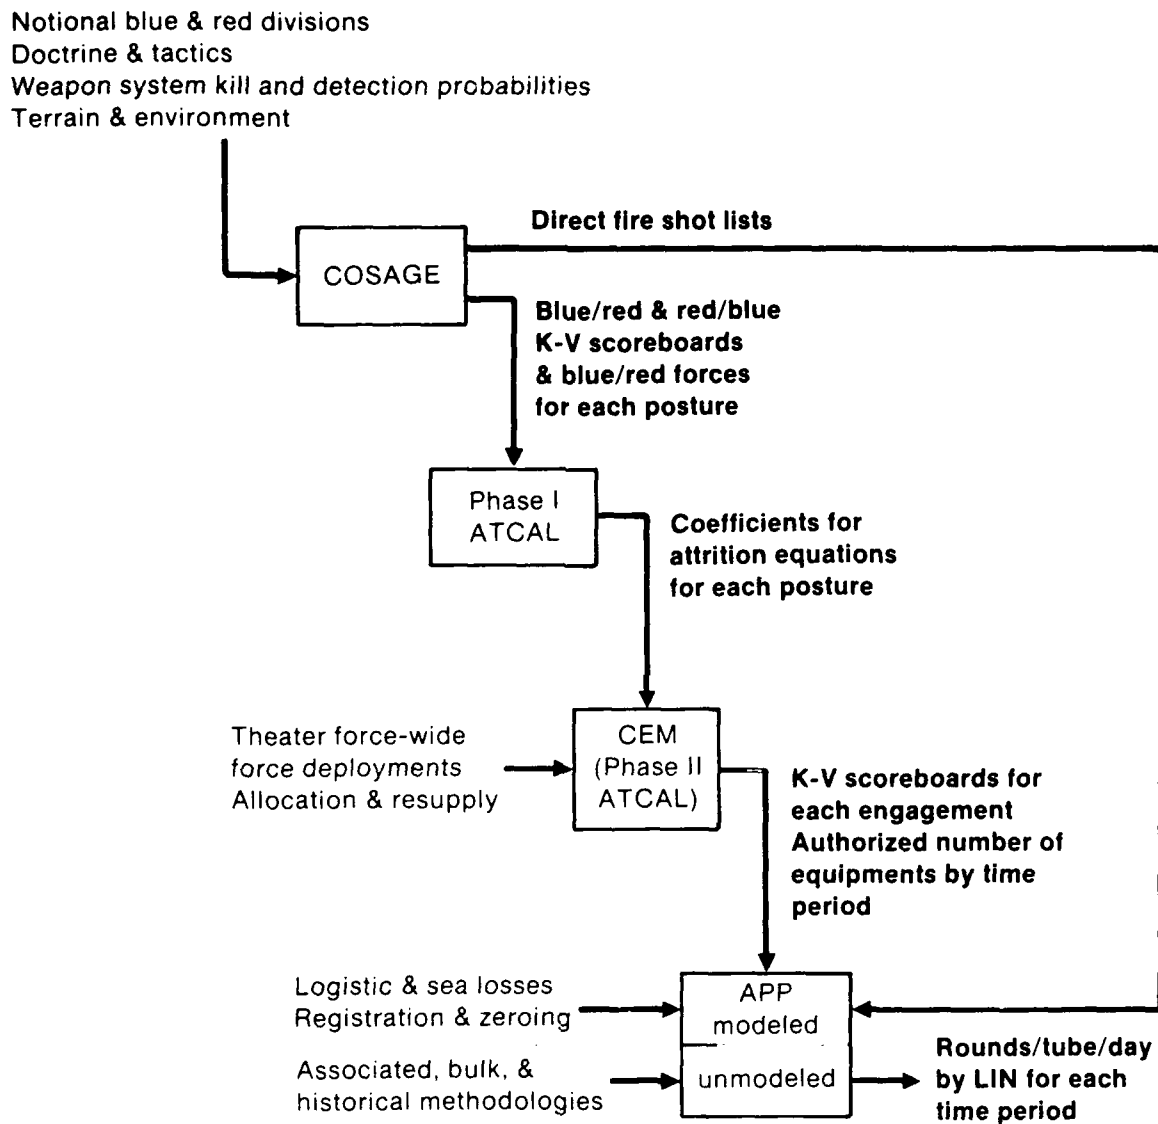 Notional blue & red divisions
Doctrine & tactics
Weapon system kill and detection probabilities
Terrain & environment
Direct fire shot lists
COSAGE
Blue/red & red/blue
K-V scoreboards
& blue/red forces
for each posture
Phase I
ATCAL
Coefficients for
attrition equations
for each posture
Theater force-wide
force deployments
Allocation & resupply
CEM
(Phase II
ATCAL)
K-V scoreboards for
each engagement
Authorized number of
equipments by time
period
Logistic & sea losses
Registration & zeroing
APP
modeled
Associated, bulk, &
historical methodologies
unmodeled
Rounds/tube/day
by LIN for each
time period